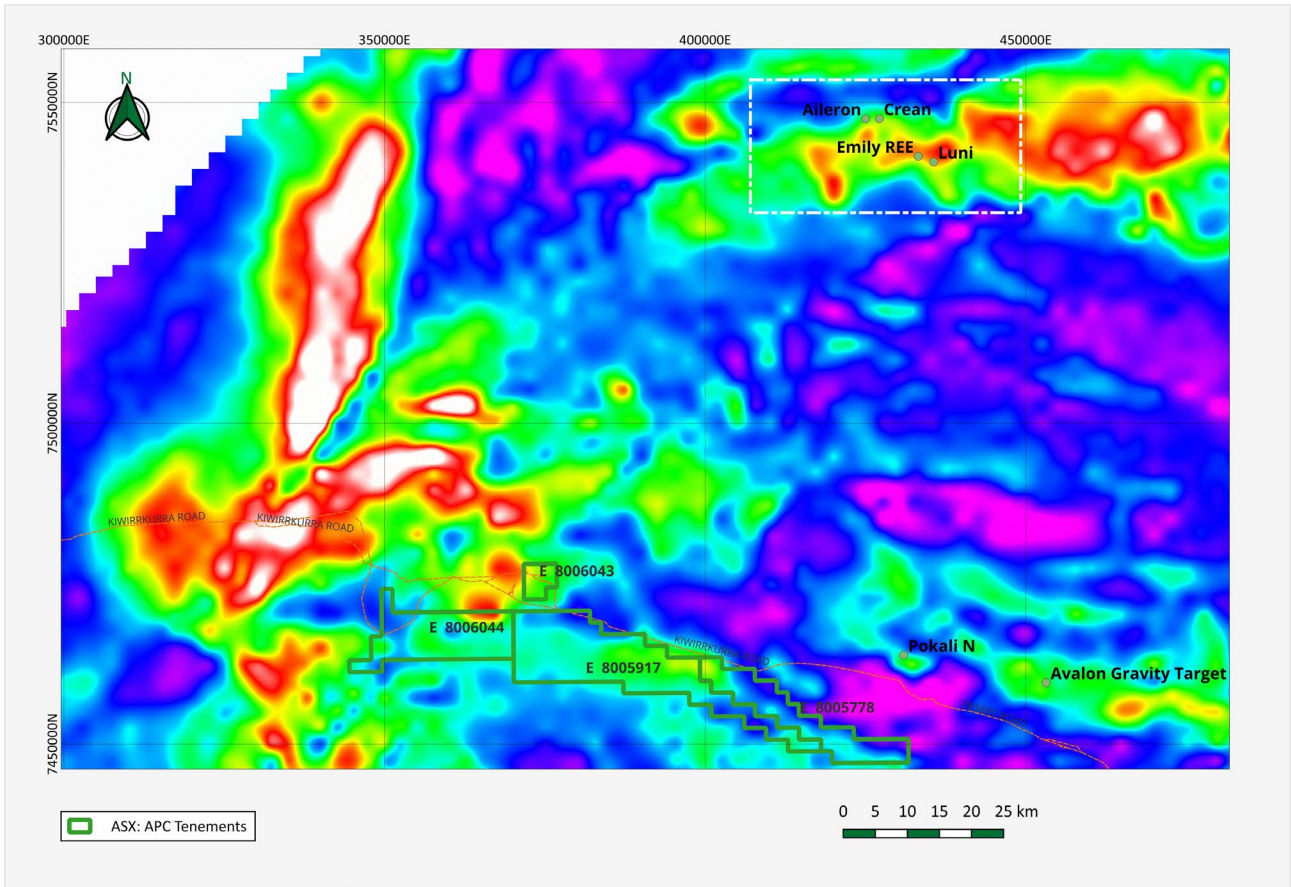 300000E
350000E
400000E
450000E
7550000N
7500000N
7450000N
N
Aileron
Crean
Emily REE
Luni
KIWIRRKURRA ROAD
KIWIRRKURRA ROAD
E 8006043
E 8006044
KIWIRRKURRA ROAD
E 8005917
Pokali N
Avalon Gravity Target
E 8005778
ASX: APC Tenements
0 5 10 15 20 25 km